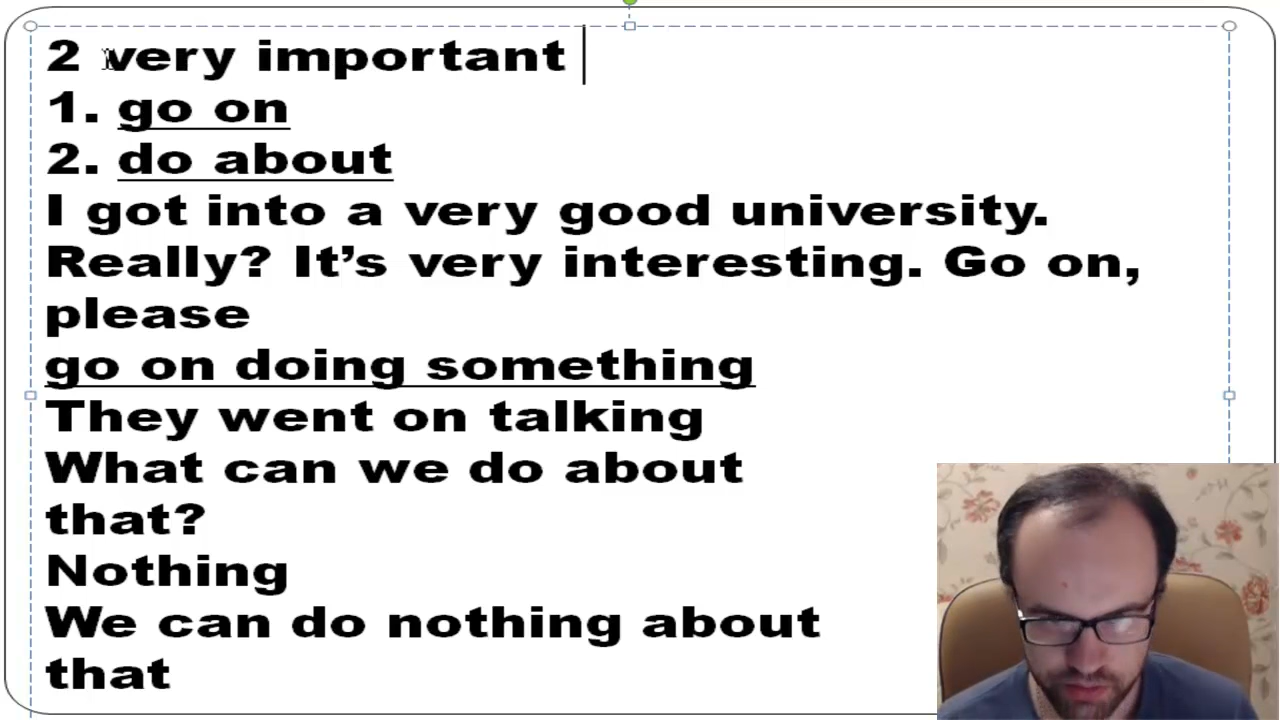 2 very important
1. go on
2. do about
I got into a very good university.
Really? It’s very interesting. Go on,
please
go on doing something
They went on talking
What can we do about
that?
Nothing
We can do nothing about
that